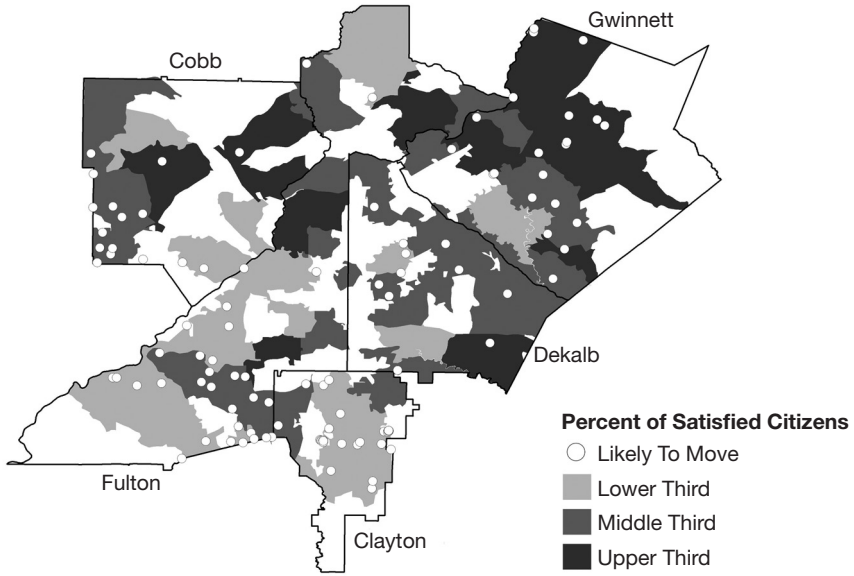 Gwinnett
Cobb
Dekalb
Fulton
Clayton
Percent of Satisfied Citizens
Likely To Move
Lower Third
Middle Third
Upper Third